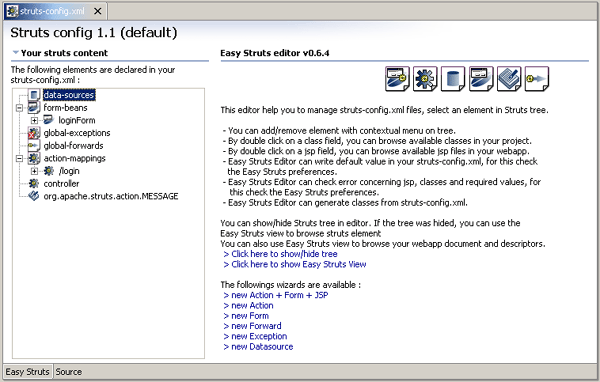 struts-config.xml
Struts config 1.1 (default)
Your struts content
The following elements are declared in your
struts-config.xml :
data-sources
form-beans
loginForm
global-exceptions
global-forwards
action-mappings
/login
controller
org.apache.struts.action.MESSAGE
Easy Struts editor v0.6.4
This editor help you to manage struts-config.xml files, select an element in Struts tree.
- You can add/remove element with contextual menu on tree.
- By double click on a class field, you can browse available classes in your project.
- By double click on a jsp field, you can browse available jsp files in your webapp.
- Easy Struts Editor can write default value in your struts-config.xml, for this check
the Easy Struts preferences.
- Easy Struts Editor can check error concerning jsp, classes and required values, for
this check the Easy Struts preferences.
- Easy Struts Editor can generate classes from struts-config.xml.
You can show/hide Struts tree in editor. If the tree was hided, you can use the
Easy Struts view to browse struts element
You can also use Easy Struts view to browse your webapp document and descriptors.
> Click here to show/hide tree
> Click here to show Easy Struts View
The followings wizards are available :
> new Action + Form + JSP
> new Action
> new Form
> new Forward
> new Exception
> new Datasource
Easy Struts Source